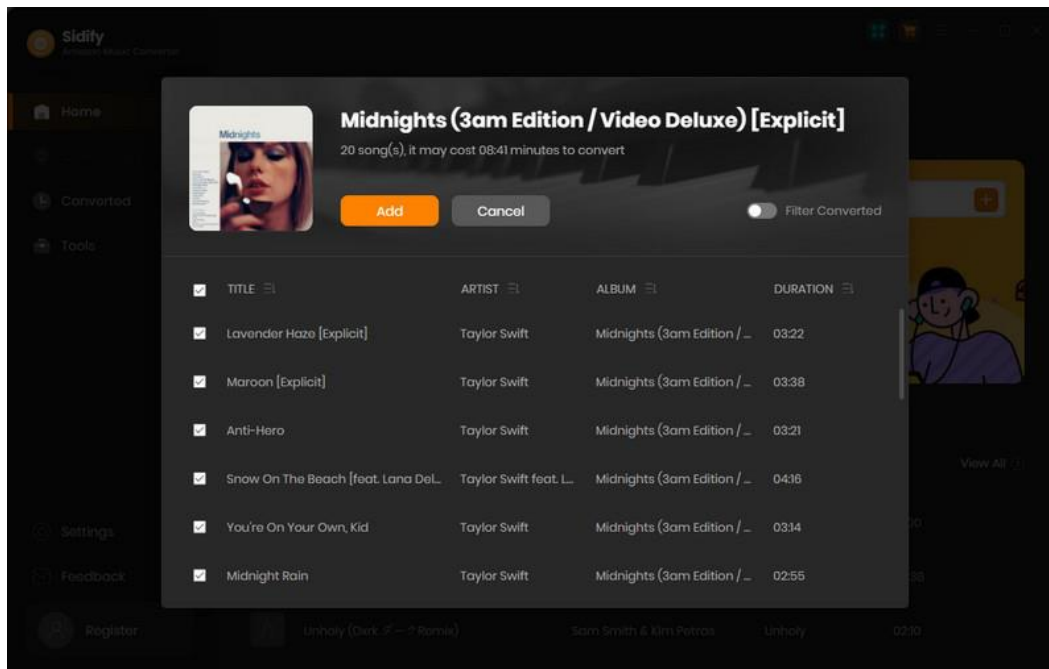 Sidify
Amazon Music Converter
Home
Converted
Tools
Settings
Feedback
Register
Midnights
Midnights (3am Edition / Video Deluxe) [Explicit]
20 song(s), it may cost 08:41 minutes to convert
Add Cancel Filter Converted
TITLE ARTIST ALBUM DURATION
Lavender Haze [Explicit] Taylor Swift Midnights (3am Edition / ... 03:22
Maroon [Explicit] Taylor Swift Midnights (3am Edition / ... 03:38
Anti-Hero Taylor Swift Midnights (3am Edition / ... 03:21
Snow On The Beach [feat. Lana Del... Taylor Swift feat. L... Midnights (3am Edition / ... 04:16
You're On Your Own, Kid Taylor Swift Midnights (3am Edition / ... 03:14
Midnight Rain Taylor Swift Midnights (3am Edition / ... 02:55
View All
Unholy Sam Smith & Kim Petras Unholy 02:10